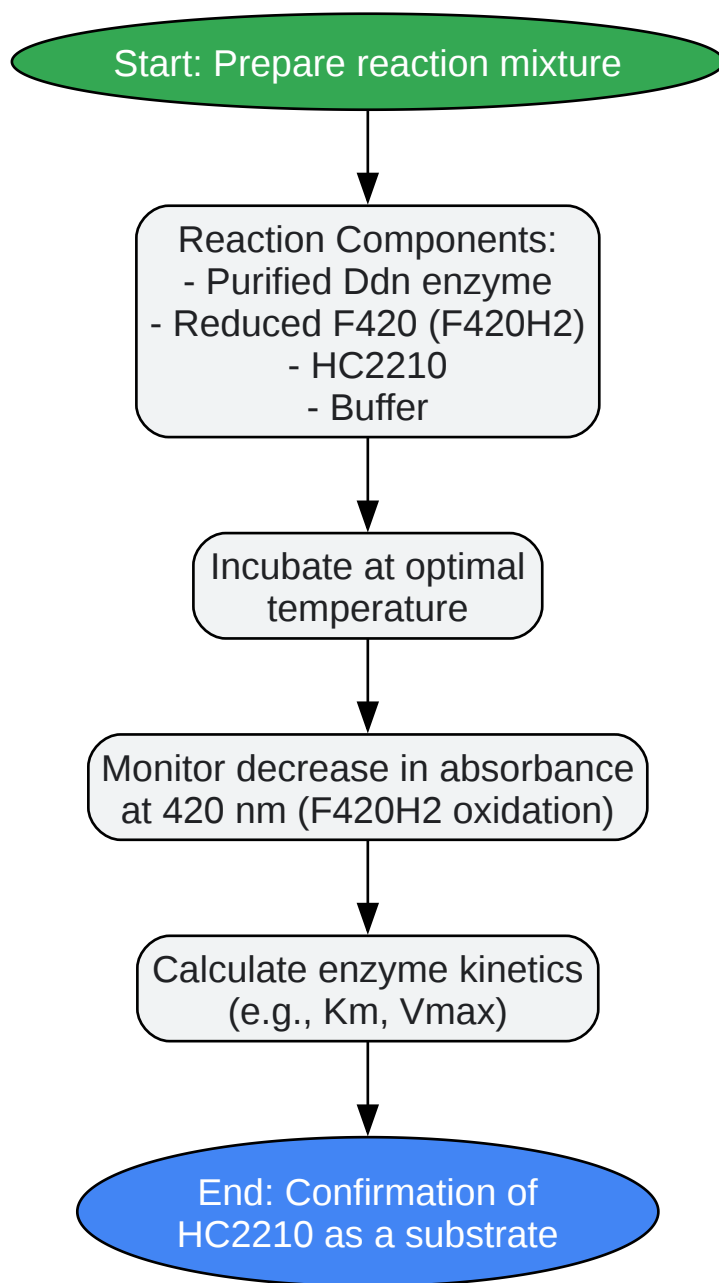 Start: Prepare reaction mixture
Reaction Components:
- Purified Ddn enzyme
- Reduced F420 (F420H2)
- HC2210
- Buffer
Incubate at optimal
temperature
Monitor decrease in absorbance
at 420 nm (F420H2 oxidation)
Calculate enzyme kinetics
(e.g., Km, Vmax)
End: Confirmation of
HC2210 as a substrate